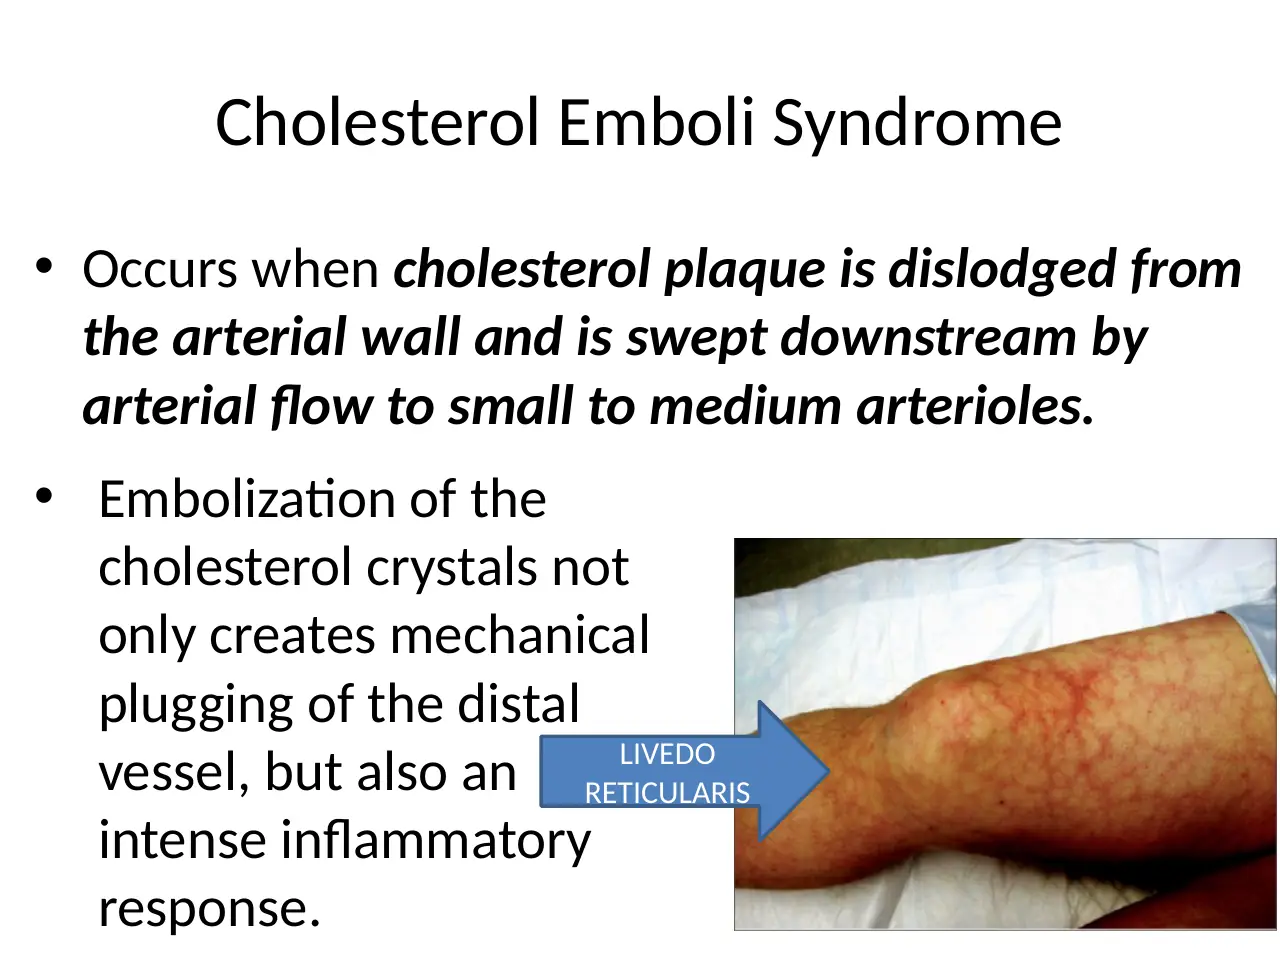 Cholesterol Emboli Syndrome
• Occurs when cholesterol plaque is dislodged from
the arterial wall and is swept downstream by
arterial flow to small to medium arterioles.
• Embolization of the
cholesterol crystals not
only creates mechanical
plugging of the distal
vessel, but also an
intense inflammatory
response.
LIVEDO
RETICULARIS